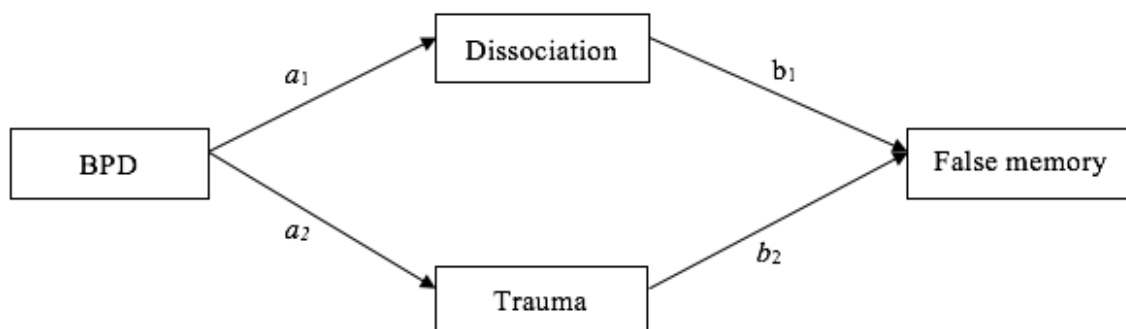 Dissociation
a₁
b₁
BPD
False memory
a₂
b₂
Trauma